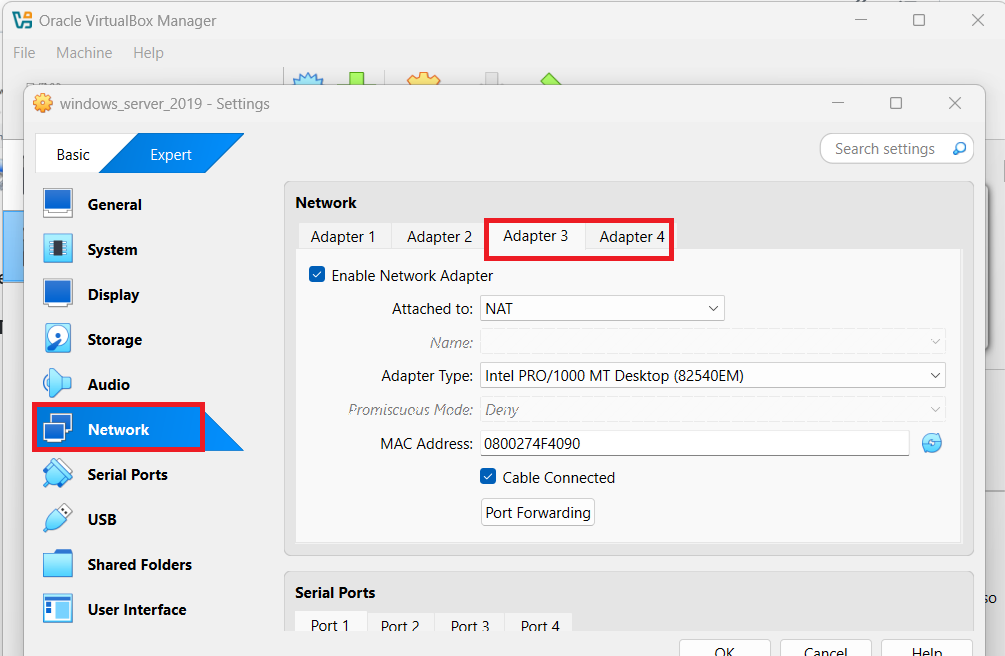 Oracle VirtualBox Manager
File Machine Help
windows_server_2019 - Settings
Basic Expert
Search settings
General
System
Display
Storage
Audio
Network
Serial Ports
USB
Shared Folders
User Interface
Network
Adapter 1 Adapter 2 Adapter 3 Adapter 4
Enable Network Adapter
Attached to: NAT
Name:
Adapter Type: Intel PRO/1000 MT Desktop (82540EM)
Promiscuous Mode: Deny
MAC Address: 0800274F4090
Cable Connected
Port Forwarding
Serial Ports
Port 1 Port 2 Port 3 Port 4
OK Cancel Help
so